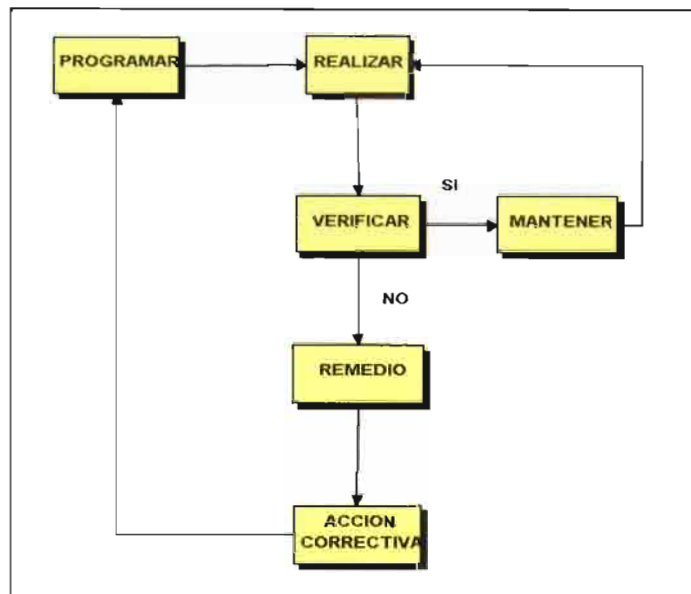 PROGRAMAR
REALIZAR
SI
VERIFICAR
MANTENER
NO
REMEDIO
ACCION
CORRECTIVA